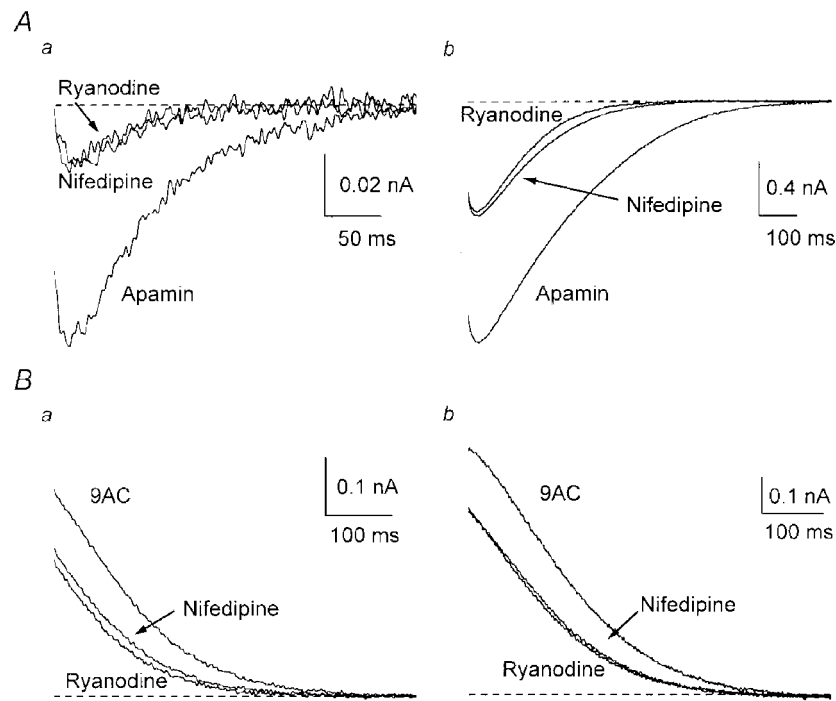 A
a
b
Ryanodine
Nifedipine
0.02 nA
50 ms
Apamin
Ryanodine
Nifedipine
0.4 nA
100 ms
Apamin
B
a
b
9AC
0.1 nA
100 ms
Nifedipine
Ryanodine
9AC
0.1 nA
100 ms
Nifedipine
Ryanodine